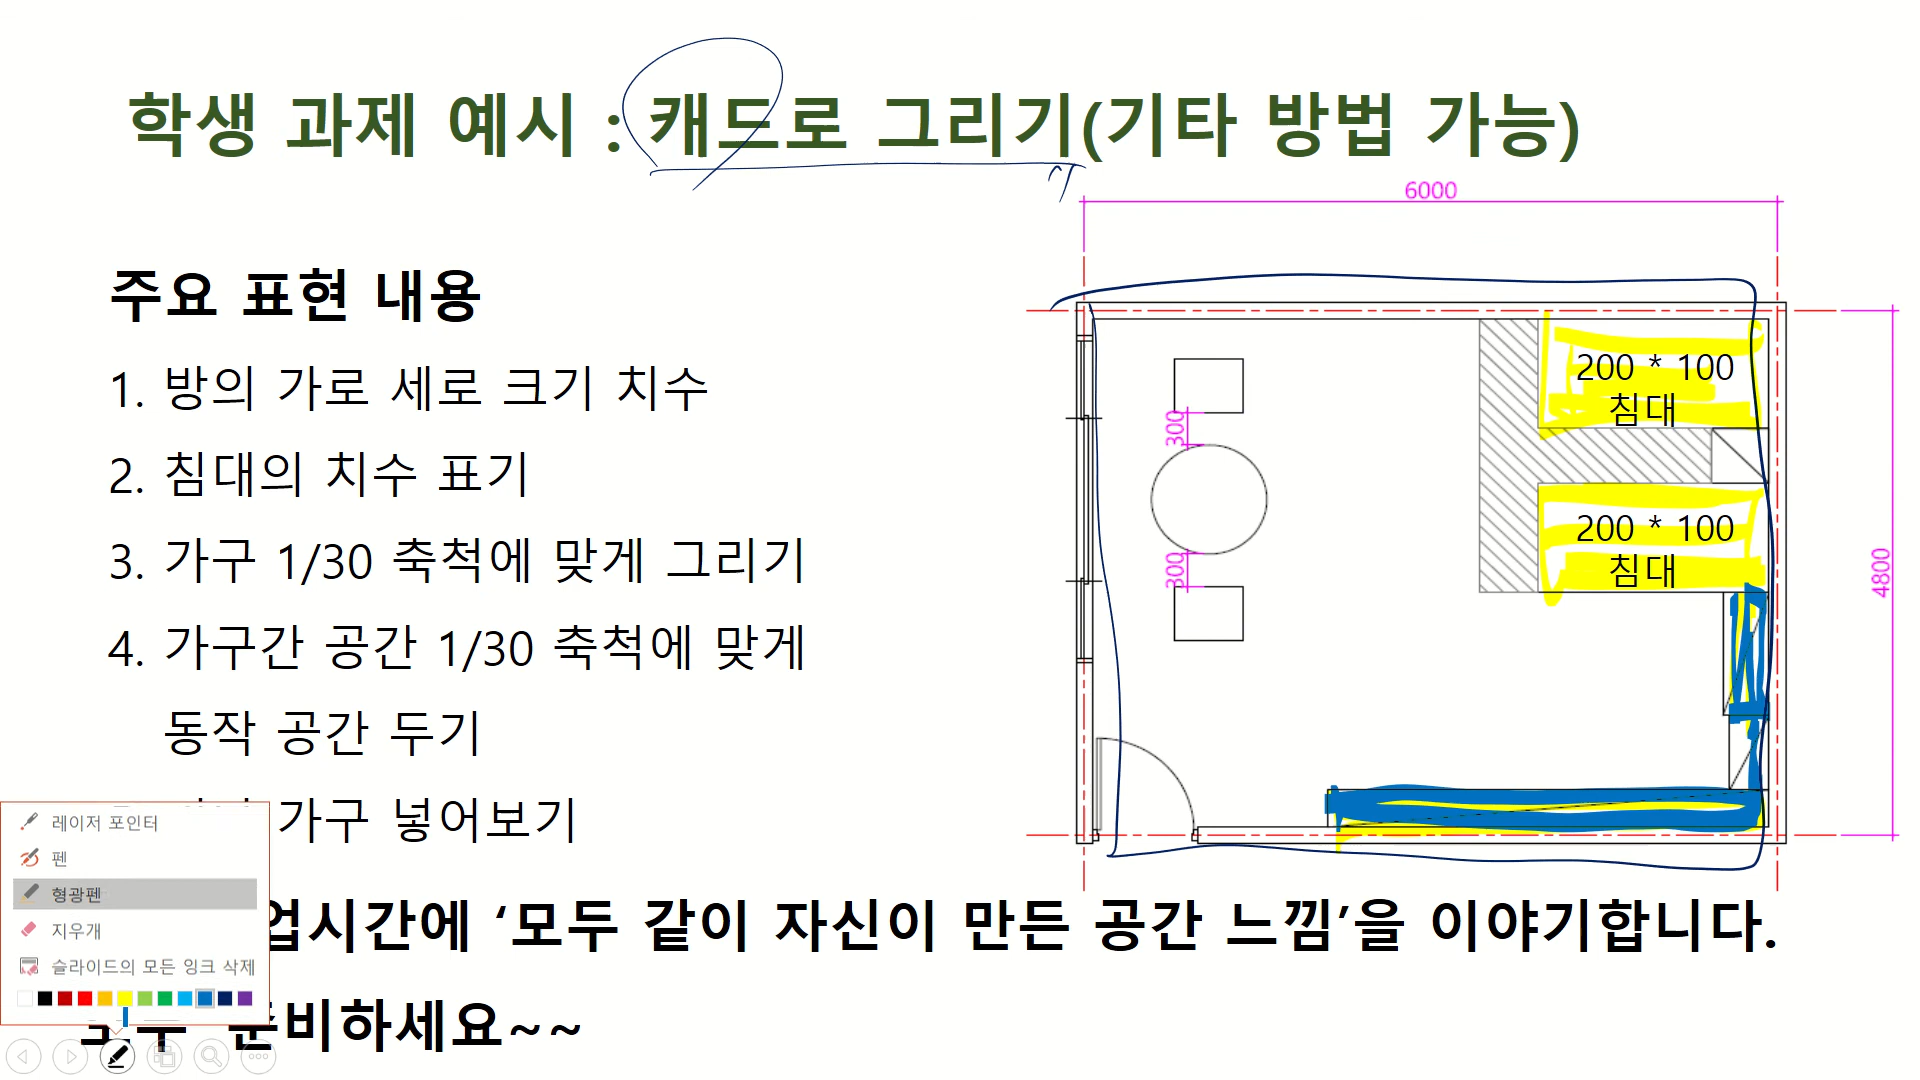 학생 과제 예시 : 캐드로 그리기(기타 방법 가능)
주요 표현 내용
1. 방의 가로 세로 크기 치수
2. 침대의 치수 표기
3. 가구 1/30 축척에 맞게 그리기
4. 가구간 공간 1/30 축척에 맞게
동작 공간 두기
가구 넣어보기
업시간에 ‘모두 같이 자신이 만든 공간 느낌’을 이야기합니다.
준비하세요~~
6000
4800
200 * 100
침대
200 * 100
침대
300
300
레이저 포인터
펜
형광펜
지우개
슬라이드의 모든 잉크 삭제